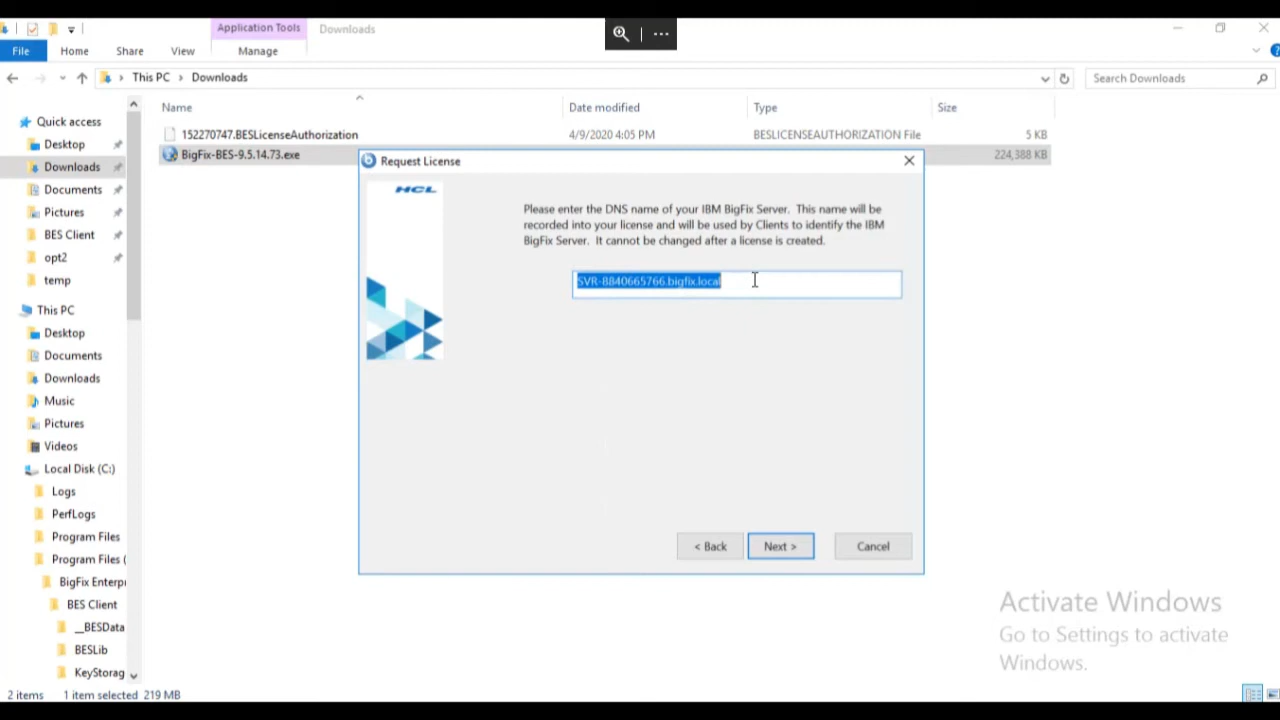 Application Tools
Downloads
File
Home
Share
View
Manage
This PC
Downloads
Search Downloads
Name
Date modified
Type
Size
Quick access
Desktop
Downloads
Documents
Pictures
BES Client
opt2
temp
This PC
Desktop
Documents
Downloads
Music
Pictures
Videos
Local Disk (C:)
Logs
PerfLogs
Program Files
Program Files (
BigFix Enterp
BES Client
__BESData
BESLib
KeyStorag
152270747.BESLicenseAuthorization 4/9/2020 4:05 PM BESLICENSEAUTHORIZATION File 5 KB
BigFix-BES-9.5.14.73.exe 224,388 KB
Request License
HCL
Please enter the DNS name of your IBM BigFix Server. This name will be
recorded into your license and will be used by Clients to identify the IBM
BigFix Server. It cannot be changed after a license is created.
SVR-8840665766.bigfix.local
< Back
Next >
Cancel
Activate Windows
Go to Settings to activate
Windows.
2 items 1 item selected 219 MB